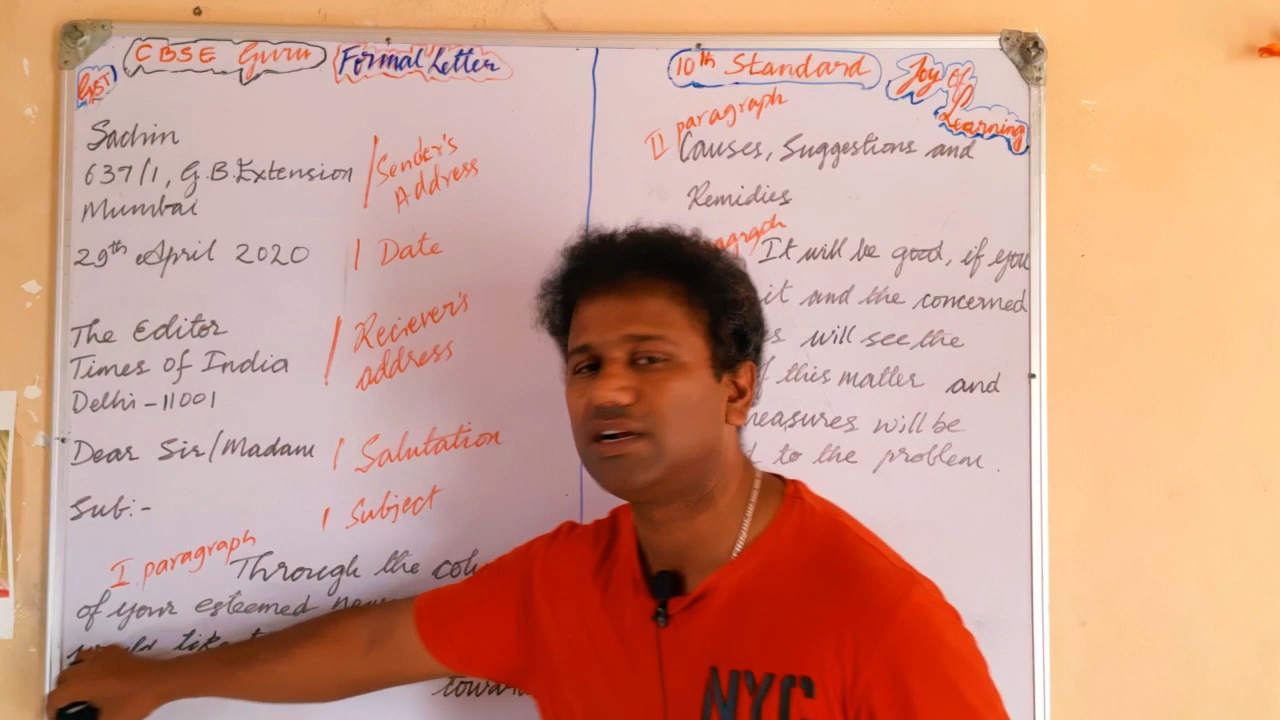 CBSE Guru
Formal Letter
Sachin
637/1, G.B.Extension
Mumbai
Sender's
Address
29th April 2020
Date
The Editor
Times of India
Delhi - 11001
Reciever's
address
Dear Sir/Madam
Salutation
Sub:-
Subject
I paragraph
Through the
of your esteemed
10th Standard
Joy of
Learning
II paragraph
Causes, Suggestions and
Remidies
It will be good, if you
it and the concerned
will see the
this matter and
will be
to the problem.
NYC